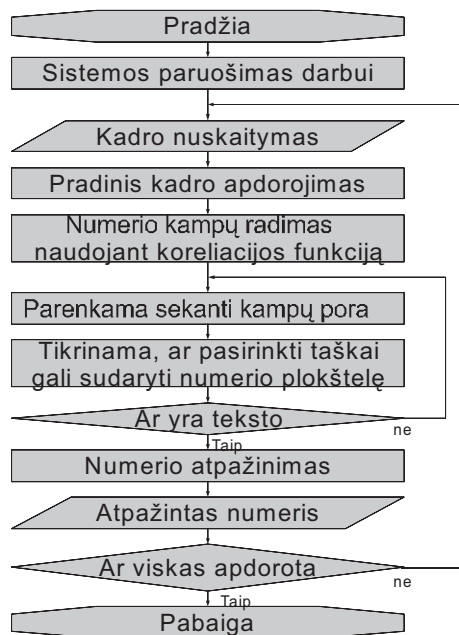 Pradžia
Sistemos paruošimas darbui
Kadro nuskaitymas
Pradinis kadro apdorojimas
Numerio kampų radimas
naudojant koreliacijos funkciją
Parenkama sekanti kampų pora
Tikrinama, ar pasirinkti taškai
gali sudaryti numerio plokštelę
Ar yra teksto
ne
Taip
Numerio atpažinimas
Atpažintas numeris
Ar viskas apdorota
ne
Taip
Pabaiga